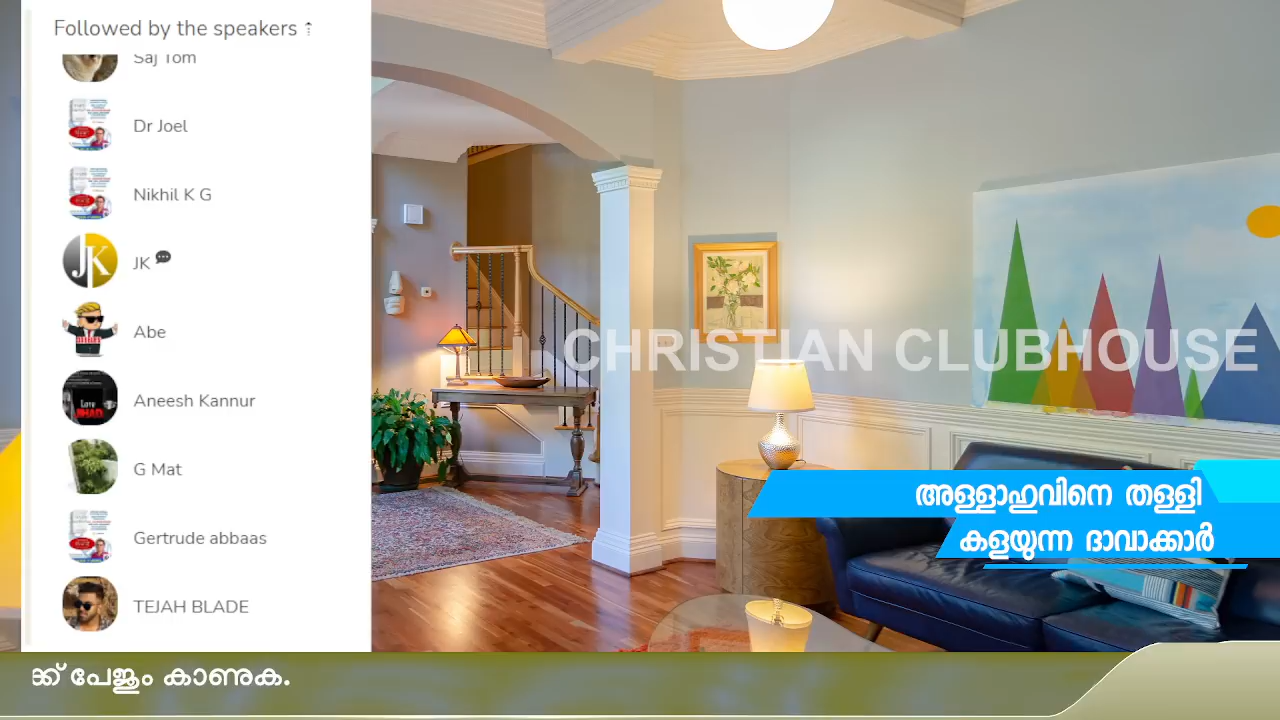 Followed by the speakers
Saj Tom
Dr Joel
Nikhil K G
JK
Abe
Aneesh Kannur
G Mat
Gertrude abbaas
TEJAH BLADE
CHRISTIAN CLUBHOUSE
അള്ളാഹുവിനെ തള്ളി
കളയുന്ന ദാവാക്കാർ
ക്ക് പേജും കാണുക.